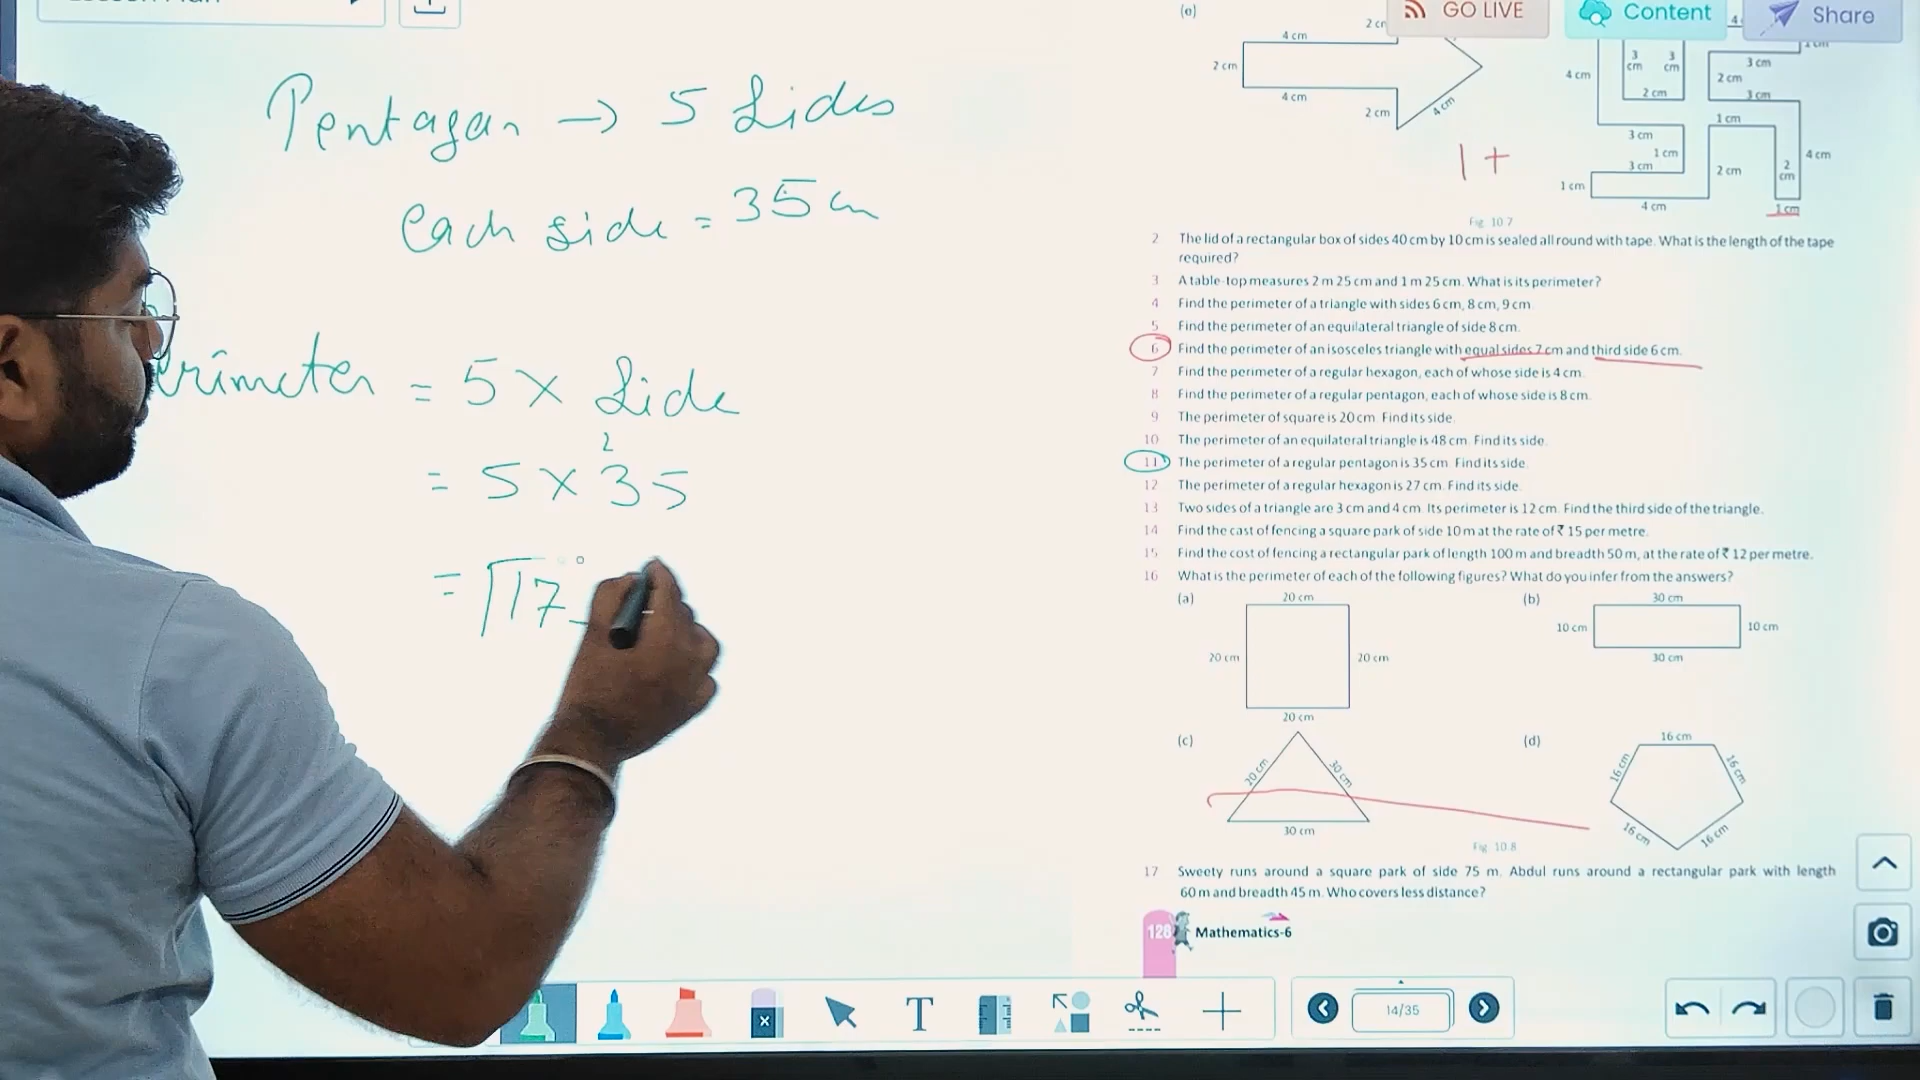 GO LIVE
Content
Share
Pentagan → 5 Sides
each side = 35 cm
erimeter = 5 × Side
2
= 5 × 35
= 17
(e)
4 cm
2 cm
4 cm
2 cm
4 cm
1 +
4 cm
3 cm
3 cm
2 cm
3 cm
2 cm
3 cm
1 cm
3 cm
1 cm
3 cm
2 cm
2 cm
4 cm
1 cm
4 cm
1 cm
Fig 10.7
2 The lid of a rectangular box of sides 40 cm by 10 cm is sealed all round with tape. What is the length of the tape
required?
3 A table-top measures 2 m 25 cm and 1 m 25 cm. What is its perimeter?
4 Find the perimeter of a triangle with sides 6 cm, 8 cm, 9 cm
5 Find the perimeter of an equilateral triangle of side 8 cm.
6 Find the perimeter of an isosceles triangle with equal sides 7 cm and third side 6 cm.
7 Find the perimeter of a regular hexagon, each of whose side is 4 cm.
8 Find the perimeter of a regular pentagon, each of whose side is 8 cm.
9 The perimeter of square is 20 cm. Find its side.
10 The perimeter of an equilateral triangle is 48 cm. Find its side.
11 The perimeter of a regular pentagon is 35 cm. Find its side.
12 The perimeter of a regular hexagon is 27 cm. Find its side.
13 Two sides of a triangle are 3 cm and 4 cm. Its perimeter is 12 cm. Find the third side of the triangle.
14 Find the cast of fencing a square park of side 10 m at the rate of ₹ 15 per metre.
15 Find the cost of fencing a rectangular park of length 100 m and breadth 50 m, at the rate of ₹ 12 per metre.
16 What is the perimeter of each of the following figures? What do you infer from the answers?
(a)
20 cm
20 cm
20 cm
20 cm
(b)
30 cm
10 cm
10 cm
30 cm
(c)
20 cm
30 cm
30 cm
(d)
16 cm
16 cm
16 cm
16 cm
16 cm
Fig 10.8
17 Sweety runs around a square park of side 75 m. Abdul runs around a rectangular park with length
60 m and breadth 45 m. Who covers less distance?
128 Mathematics-6
T
14/35